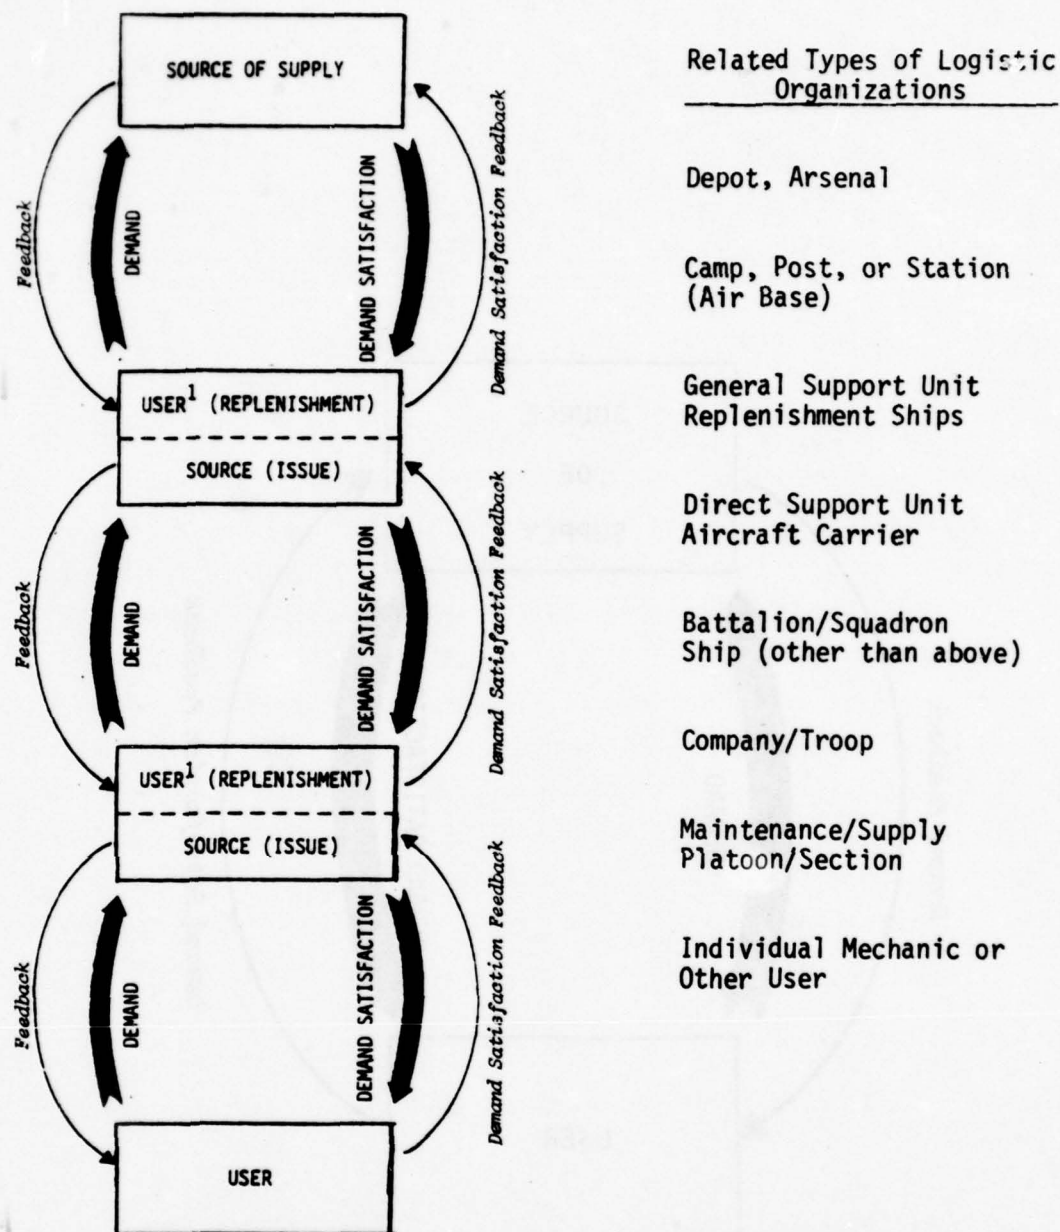 SOURCE OF SUPPLY
Feedback
DEMAND
DEMAND SATISFACTION
Demand Satisfaction Feedback
USER¹ (REPLENISHMENT)
SOURCE (ISSUE)
Feedback
DEMAND
DEMAND SATISFACTION
Demand Satisfaction Feedback
USER¹ (REPLENISHMENT)
SOURCE (ISSUE)
Feedback
DEMAND
DEMAND SATISFACTION
Demand Satisfaction Feedback
USER
Related Types of Logistic
Organizations
Depot, Arsenal
Camp, Post, or Station
(Air Base)
General Support Unit
Replenishment Ships
Direct Support Unit
Aircraft Carrier
Battalion/Squadron
Ship (other than above)
Company/Troop
Maintenance/Supply
Platoon/Section
Individual Mechanic or
Other User